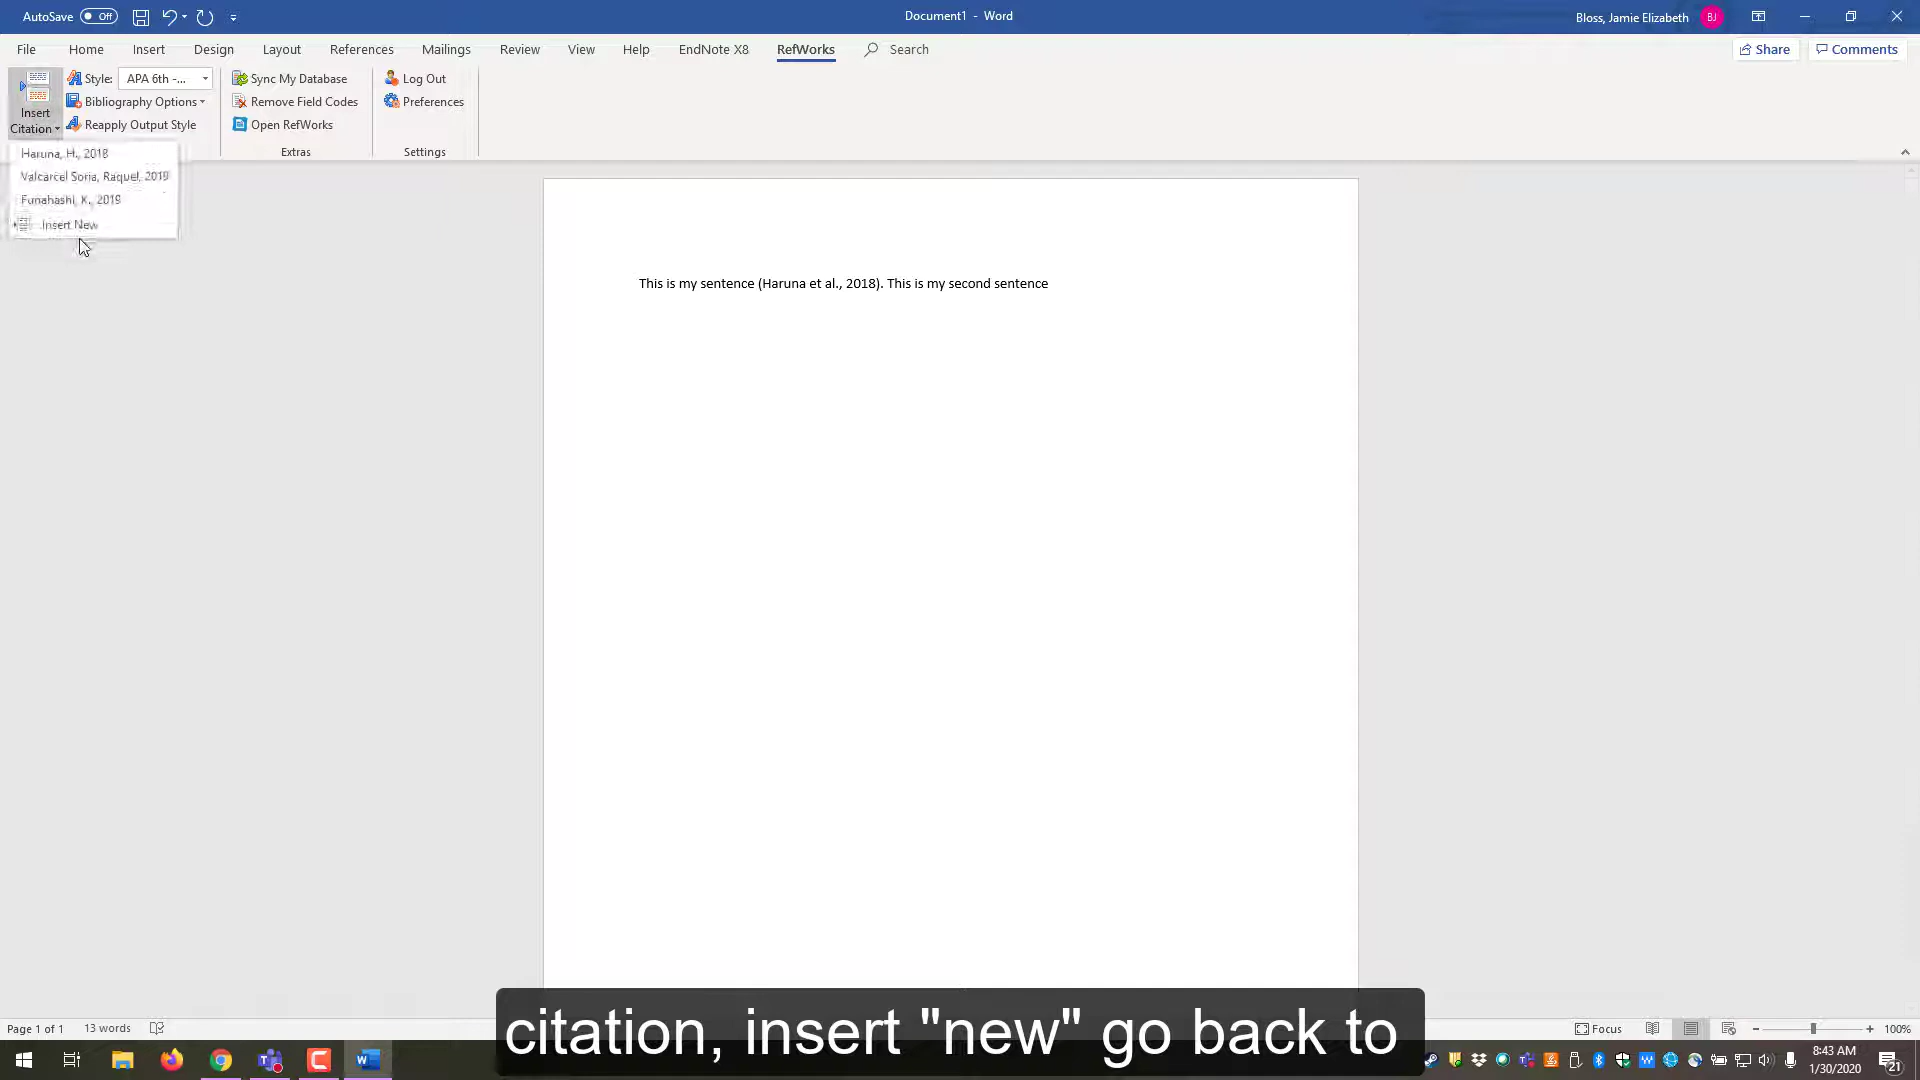 AutoSave Off
Document1 - Word
Bloss, Jamie Elizabeth BJ
File Home Insert Design Layout References Mailings Review View Help EndNote X8 RefWorks Search
Share Comments
Insert Citation
Style: APA 6th -...
Bibliography Options
Reapply Output Style
Sync My Database
Remove Field Codes
Open RefWorks
Extras
Log Out
Preferences
Settings
Haruna, H., 2018
Valcarcel Soria, Raquel, 2019
Funahashi, K., 2019
Insert New
This is my sentence (Haruna et al., 2018). This is my second sentence
citation, insert "new" go back to
Page 1 of 1 13 words
Focus 100%
8:43 AM
1/30/2020
21